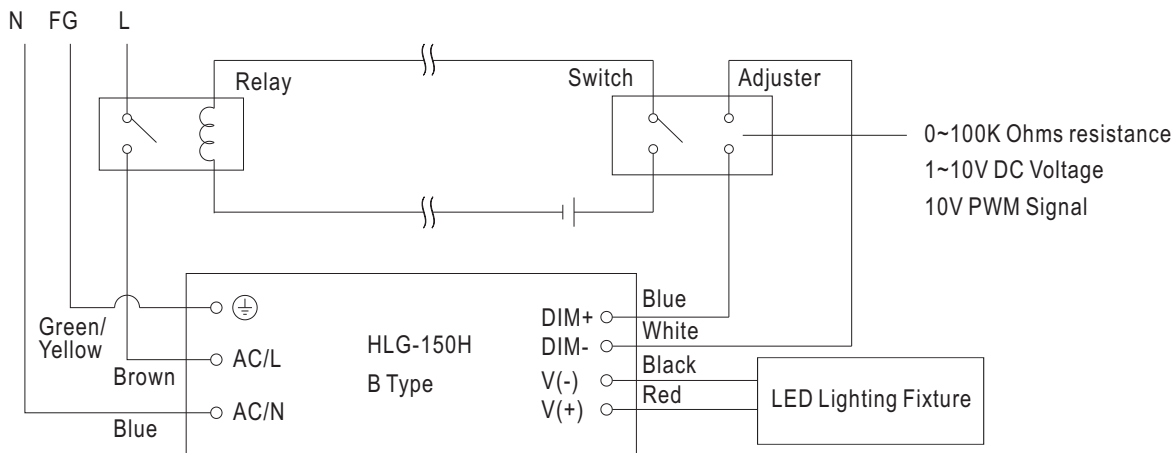 N FG L
Relay
Switch
Adjuster
0~100K Ohms resistance
1~10V DC Voltage
10V PWM Signal
Green/
Yellow
Brown
Blue
AC/L
AC/N
HLG-150H
B Type
DIM+
DIM-
V(-)
V(+)
Blue
White
Black
Red
LED Lighting Fixture